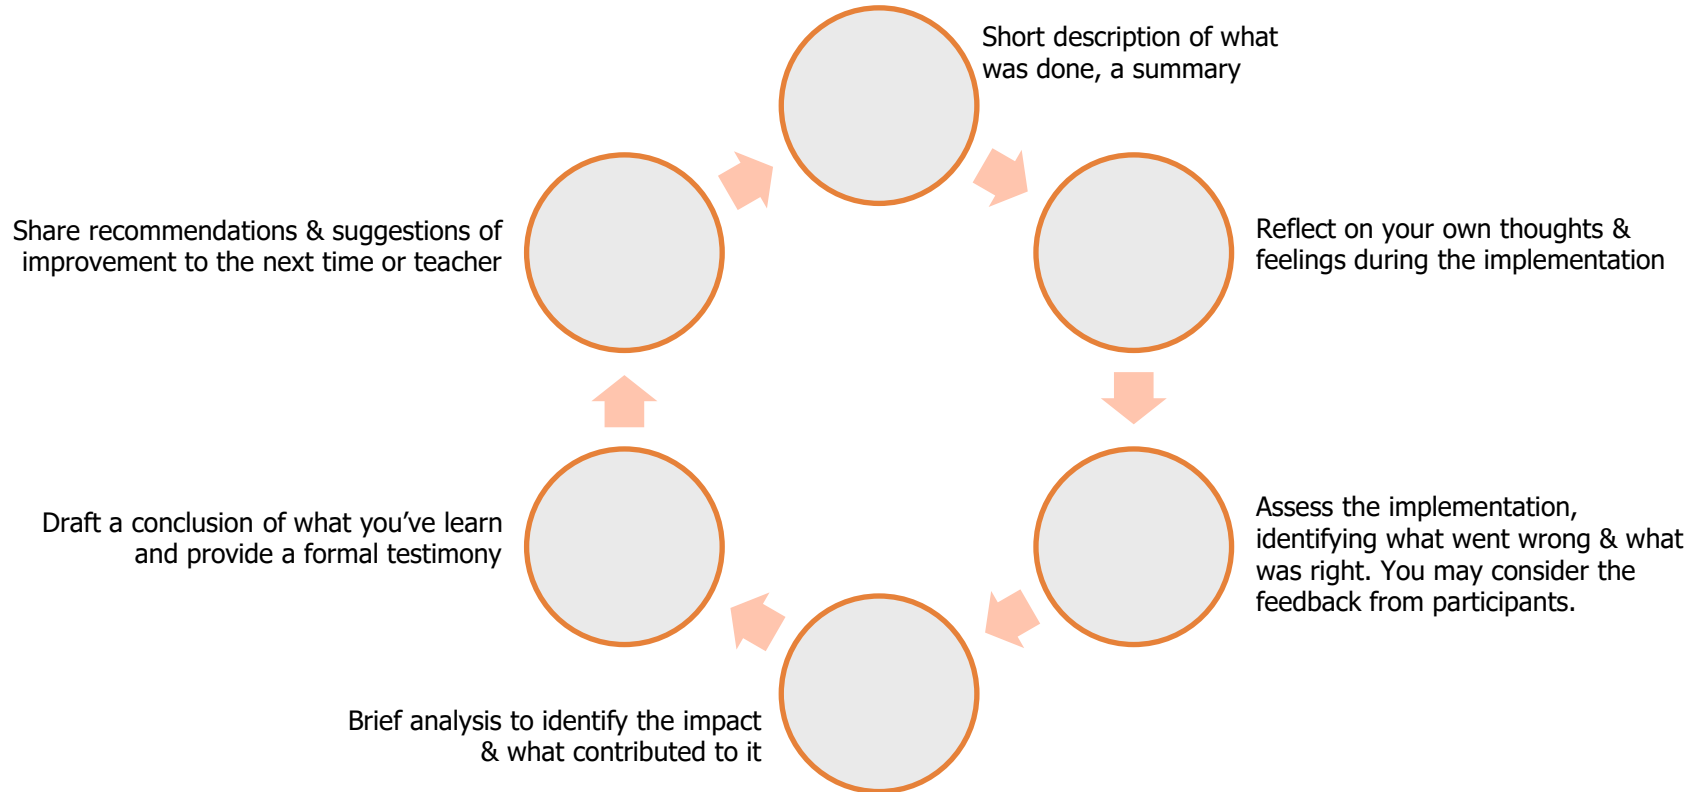 Short description of what
was done, a summary
Reflect on your own thoughts &
feelings during the implementation
Assess the implementation,
identifying what went wrong & what
was right. You may consider the
feedback from participants.
Brief analysis to identify the impact
& what contributed to it
Draft a conclusion of what you’ve learn
and provide a formal testimony
Share recommendations & suggestions of
improvement to the next time or teacher